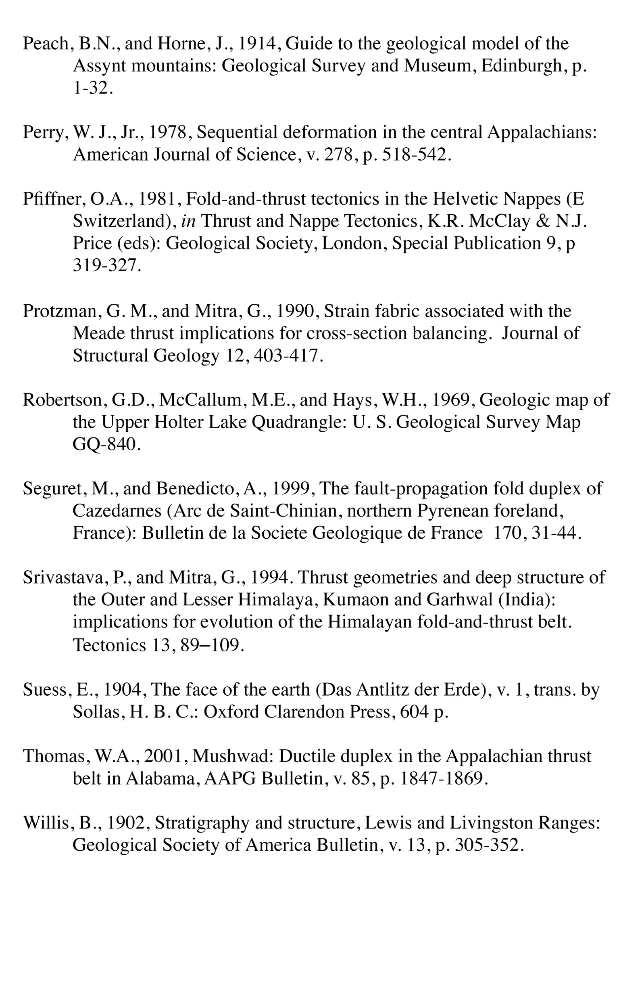 Peach, B.N., and Horne, J., 1914, Guide to the geological model of the
Assynt mountains: Geological Survey and Museum, Edinburgh, p.
1-32.
Perry, W. J., Jr., 1978, Sequential deformation in the central Appalachians:
American Journal of Science, v. 278, p. 518-542.
Pfiffner, O.A., 1981, Fold-and-thrust tectonics in the Helvetic Nappes (E
Switzerland), in Thrust and Nappe Tectonics, K.R. McClay & N.J.
Price (eds): Geological Society, London, Special Publication 9, p
319-327.
Protzman, G. M., and Mitra, G., 1990, Strain fabric associated with the
Meade thrust implications for cross-section balancing.  Journal of
Structural Geology 12, 403-417.
Robertson, G.D., McCallum, M.E., and Hays, W.H., 1969, Geologic map of
the Upper Holter Lake Quadrangle: U. S. Geological Survey Map
GQ-840.
Seguret, M., and Benedicto, A., 1999, The fault-propagation fold duplex of
Cazedarnes (Arc de Saint-Chinian, northern Pyrenean foreland,
France): Bulletin de la Societe Geologique de France  170, 31-44.
Srivastava, P., and Mitra, G., 1994. Thrust geometries and deep structure of
the Outer and Lesser Himalaya, Kumaon and Garhwal (India):
implications for evolution of the Himalayan fold-and-thrust belt.
Tectonics 13, 89–109.
Suess, E., 1904, The face of the earth (Das Antlitz der Erde), v. 1, trans. by
Sollas, H. B. C.: Oxford Clarendon Press, 604 p.
Thomas, W.A., 2001, Mushwad: Ductile duplex in the Appalachian thrust
belt in Alabama, AAPG Bulletin, v. 85, p. 1847-1869.
Willis, B., 1902, Stratigraphy and structure, Lewis and Livingston Ranges:
Geological Society of America Bulletin, v. 13, p. 305-352.